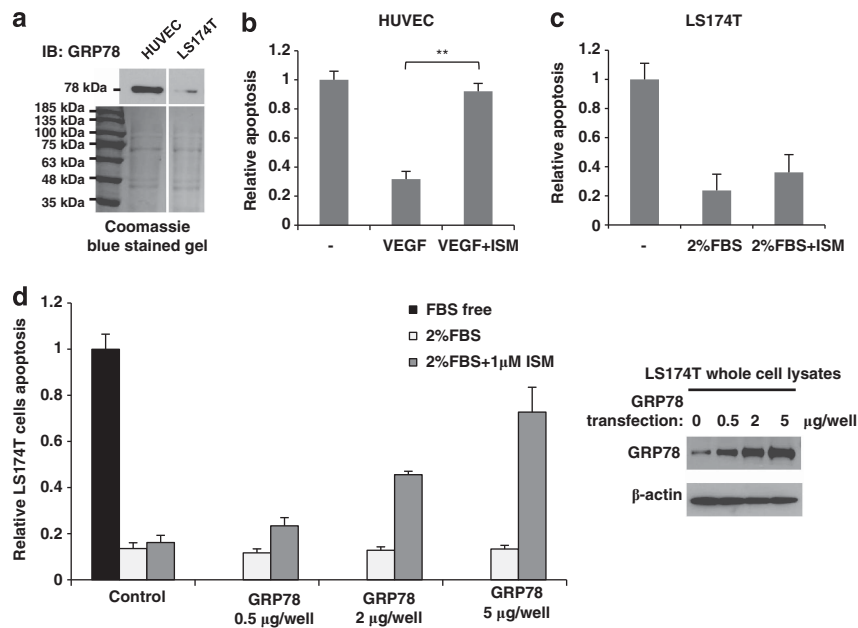 a
IB: GRP78
HUVEC
LS174T
78 kDa
185 kDa
135 kDa
100 kDa
75 kDa
63 kDa
48 kDa
35 kDa
Coomassie
blue stained gel
b
HUVEC
Relative apoptosis
1.2
1
0.8
0.6
0.4
0.2
0
**
-
VEGF
VEGF+ISM
c
LS174T
Relative apoptosis
1.2
1
0.8
0.6
0.4
0.2
0
-
2%FBS
2%FBS+ISM
d
Relative LS174T cells apoptosis
1.2
1
0.8
0.6
0.4
0.2
0
FBS free
2%FBS
2%FBS+1μM ISM
Control
GRP78
0.5 μg/well
GRP78
2 μg/well
GRP78
5 μg/well
LS174T whole cell lysates
GRP78
transfection: 0 0.5 2 5 μg/well
GRP78
β-actin